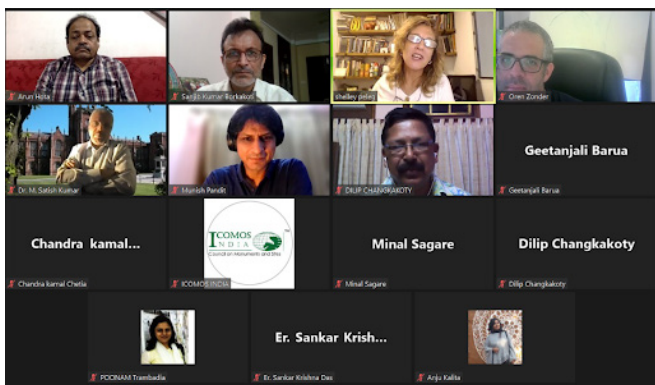 Arun Hota
Sanjib Kumar Borkakoti
shelley peleg
Oren Zonder
Dr. M. Satish Kumar
Munish Pandit
DILIP CHANGKAKOTY
Geetanjali Barua
Geetanjali Barua
Chandra kamal...
Chandra kamal Chetia
ICOMOS
INDIA
Council on Monuments and Sites
ICOMOS INDIA
Minal Sagare
Minal Sagare
Dilip Changkakoty
Dilip Changkakoty
POONAM Trambadia
Er. Sankar Krish...
Er. Sankar Krishna Das
Anju Kalita